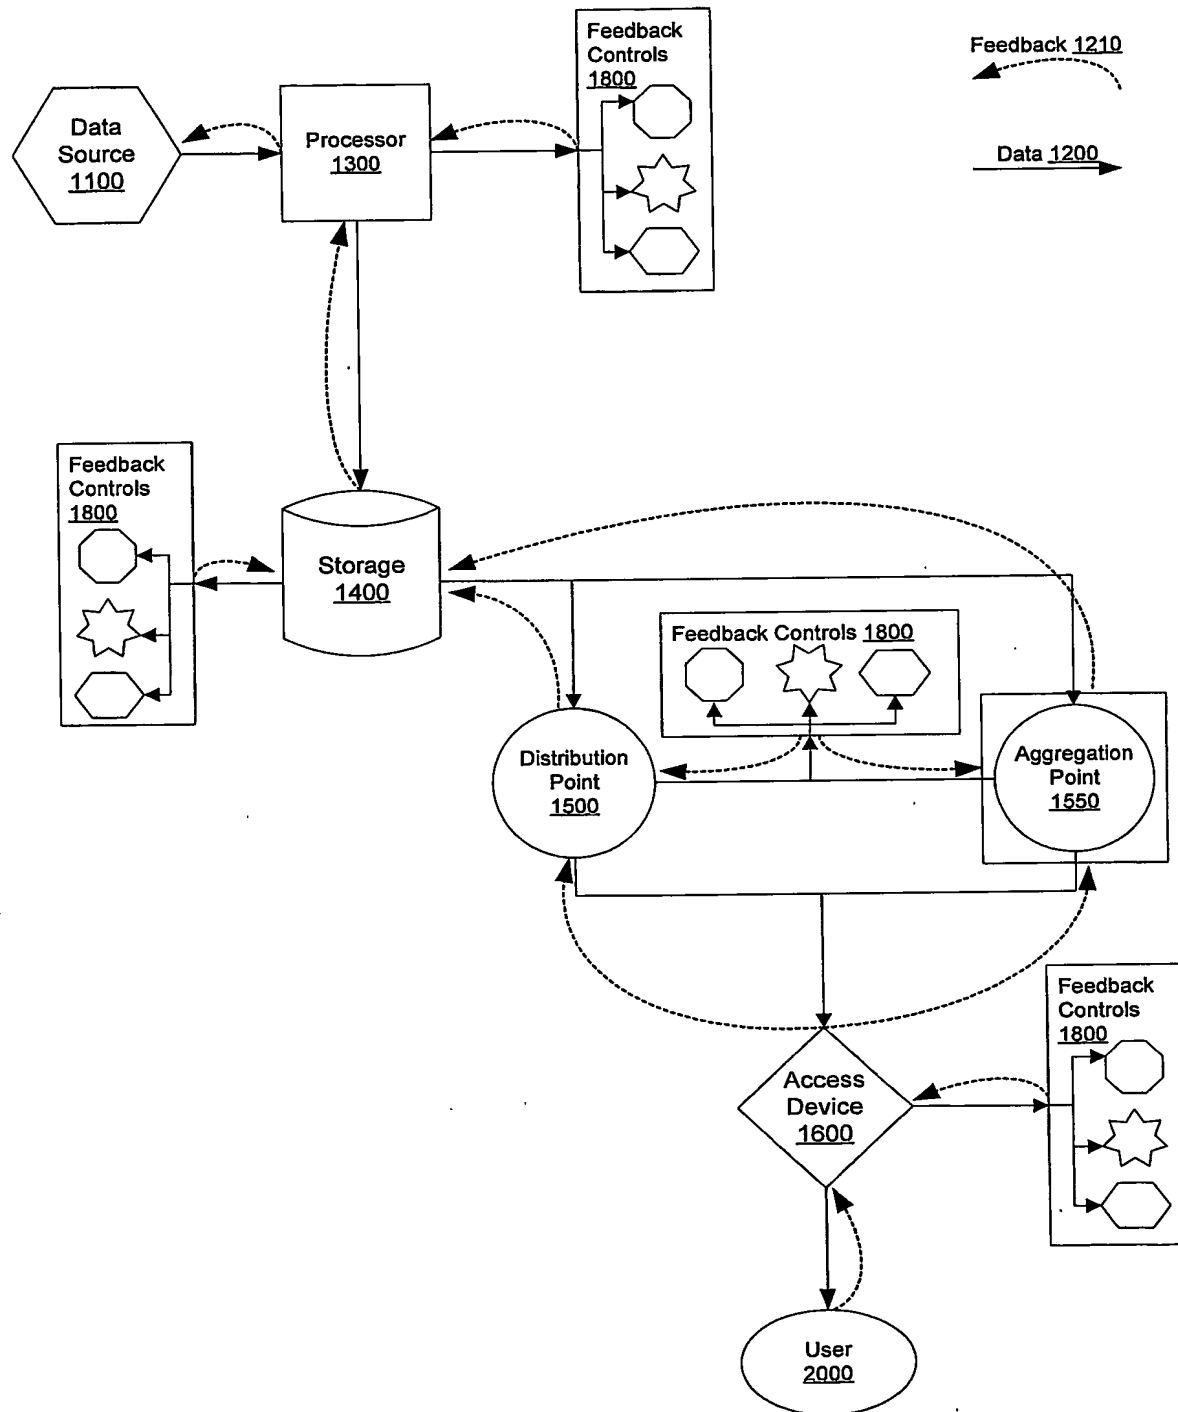 Feedback
Controls
1800
Feedback 1210
Data
Source
1100
Processor
1300
Data 1200
Feedback
Controls
1800
Storage
1400
Feedback Controls 1800
Distribution
Point
1500
Aggregation
Point
1550
Feedback
Controls
1800
Access
Device
1600
User
2000